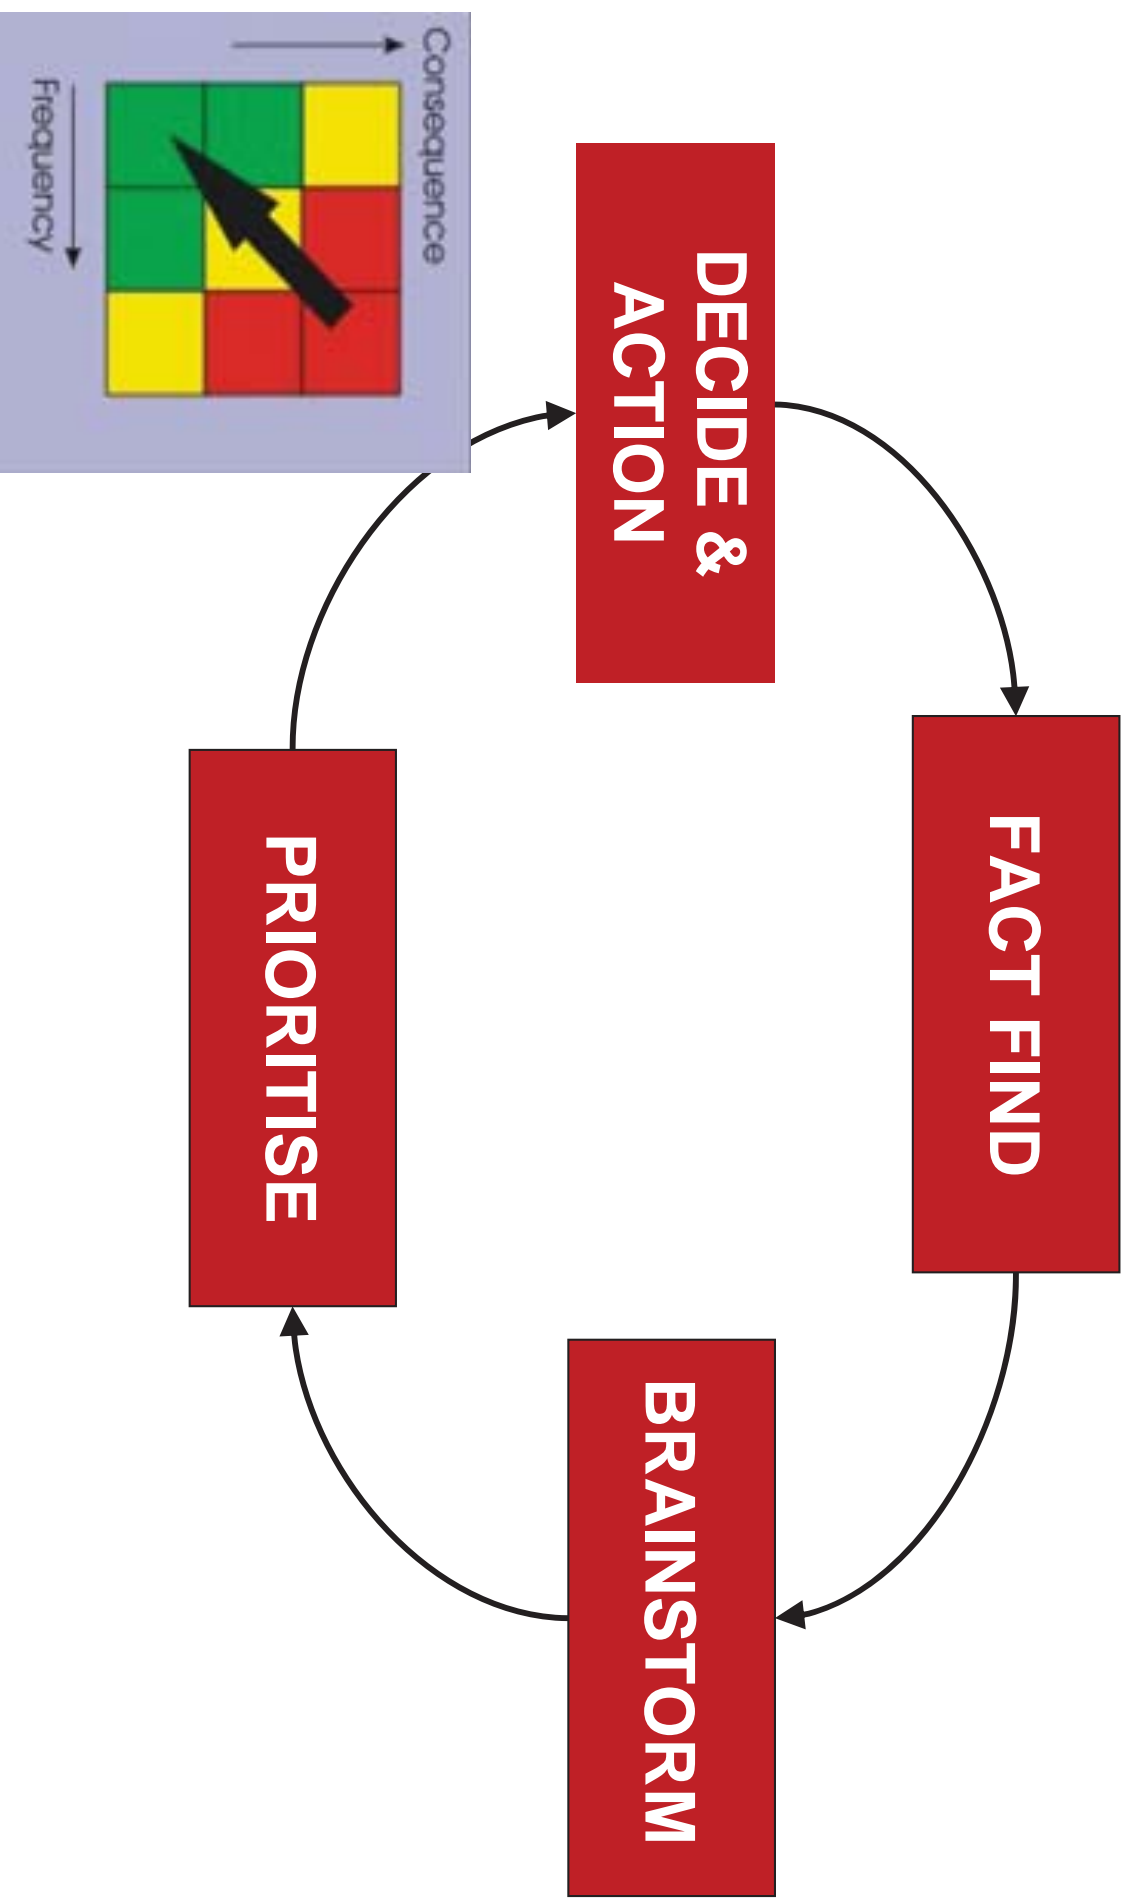 FACT FIND
DECIDE &
ACTION
BRAINSTORM
PRIORITISE
Consequence
Frequency